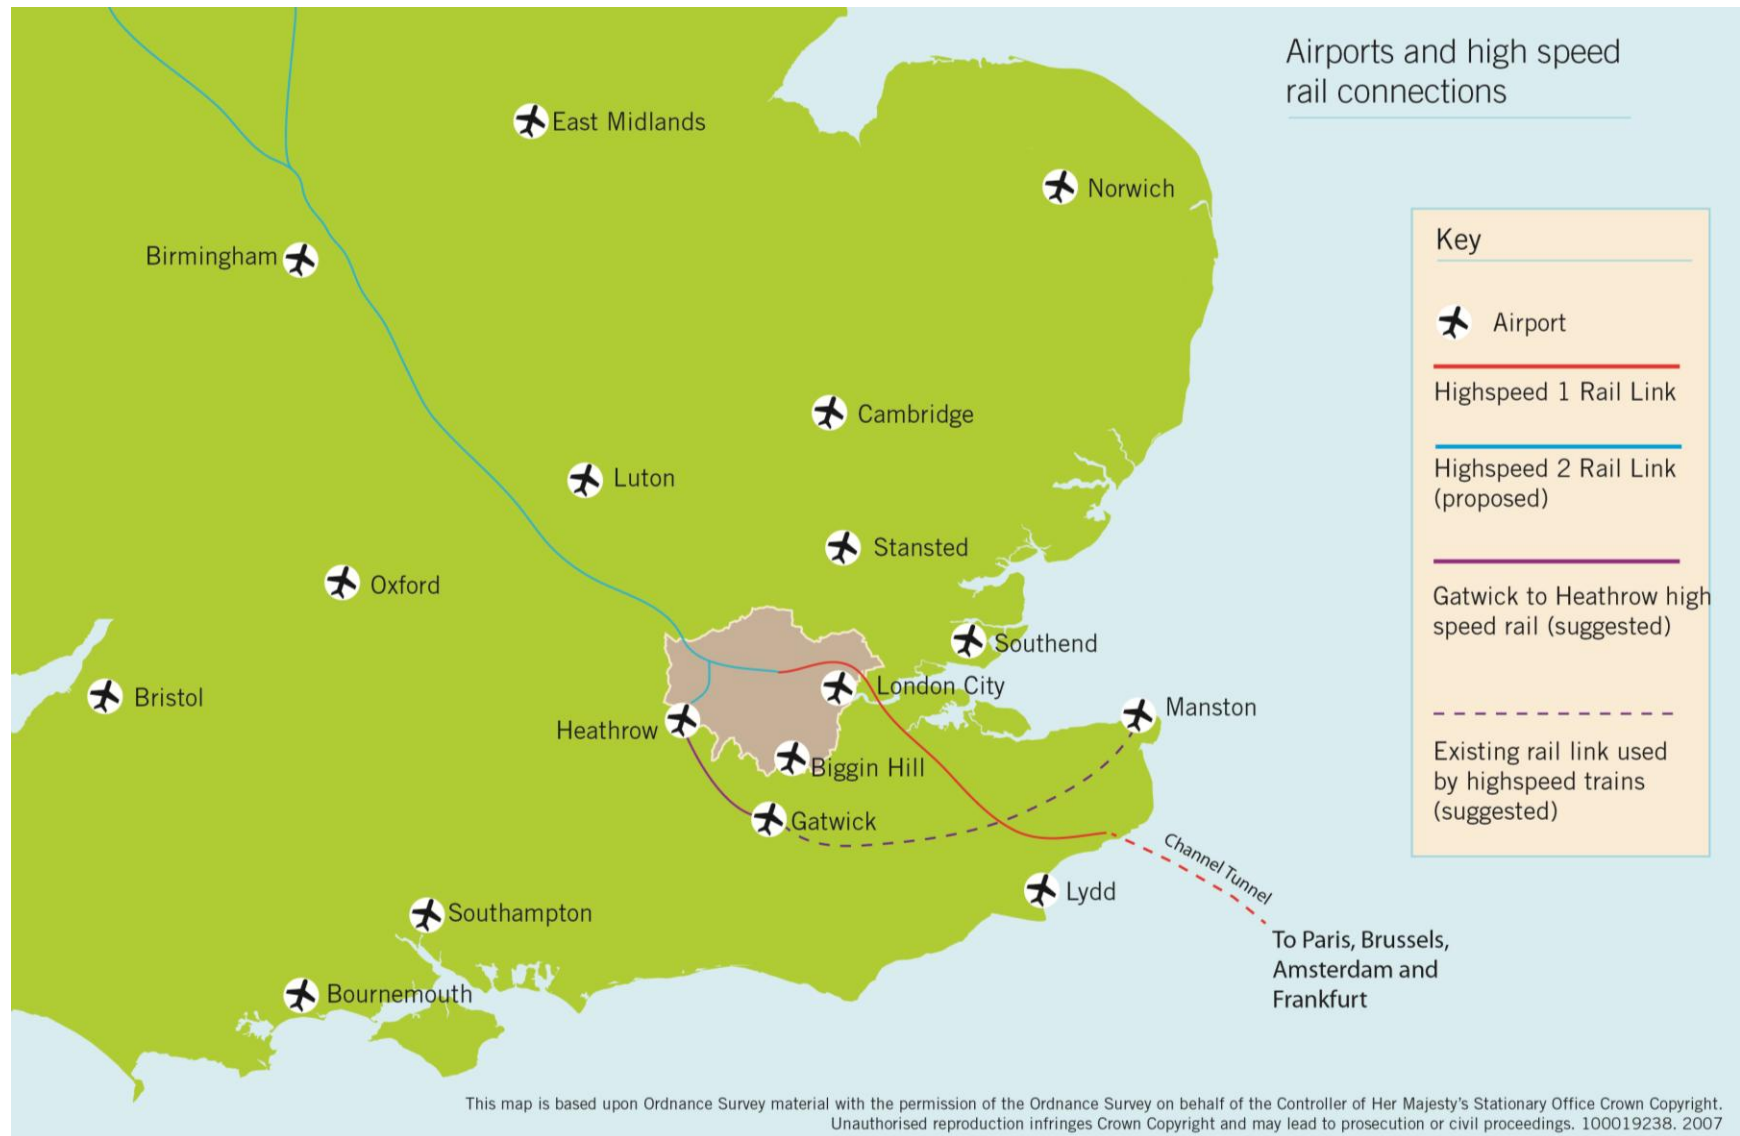 Airports and high speed
rail connections
East Midlands
Norwich
Birmingham
Key
Airport
Highspeed 1 Rail Link
Highspeed 2 Rail Link
(proposed)
Gatwick to Heathrow high
speed rail (suggested)
Existing rail link used
by highspeed trains
(suggested)
Cambridge
Luton
Stansted
Oxford
Southend
London City
Bristol
Manston
Heathrow
Biggin Hill
Gatwick
Channel Tunnel
Lydd
Southampton
To Paris, Brussels,
Amsterdam and
Frankfurt
Bournemouth
This map is based upon Ordnance Survey material with the permission of the Ordnance Survey on behalf of the Controller of Her Majesty's Stationary Office Crown Copyright.
Unauthorised reproduction infringes Crown Copyright and may lead to prosecution or civil proceedings. 100019238. 2007